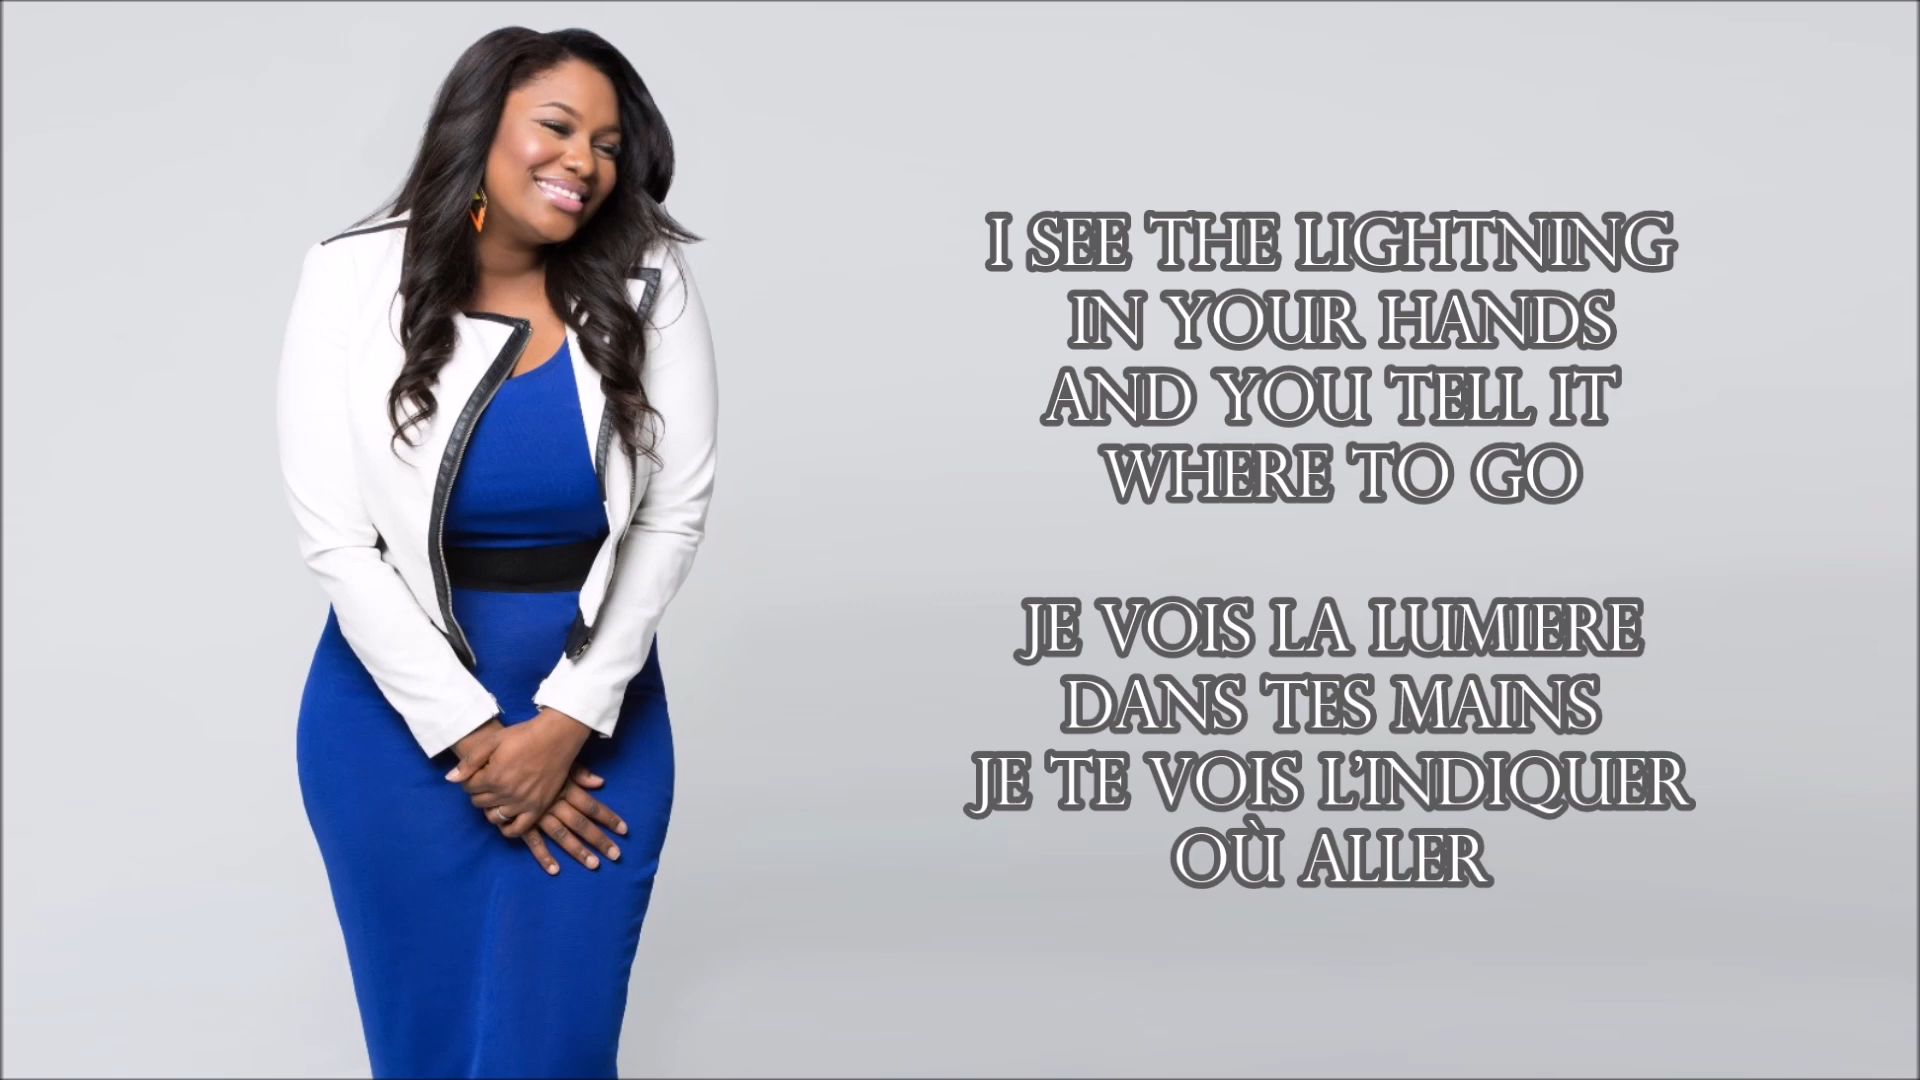 I SEE THE LIGHTNING
IN YOUR HANDS
AND YOU TELL IT
WHERE TO GO
JE VOIS LA LUMIERE
DANS TES MAINS
JE TE VOIS L'INDIQUER
OÙ ALLER